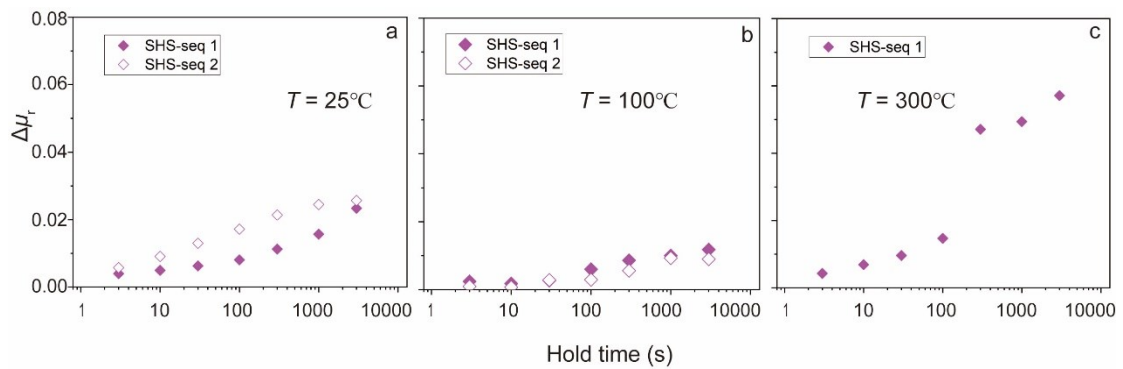 0.08
0.06
0.04
0.02
0.00
Δμr
SHS-seq 1
SHS-seq 2
a
T = 25℃
1 10 100 1000 10000
SHS-seq 1
SHS-seq 2
b
T = 100℃
1 10 100 1000 10000
SHS-seq 1
c
T = 300℃
1 10 100 1000 10000
Hold time (s)